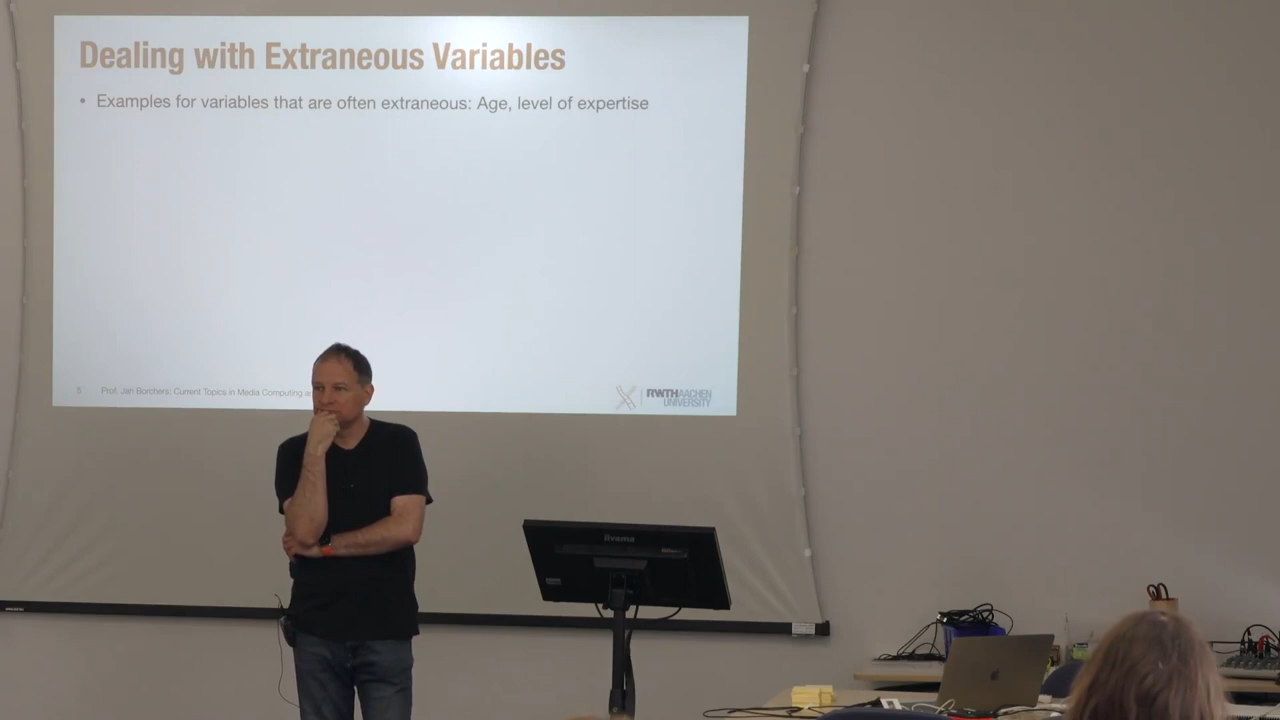 Dealing with Extraneous Variables
• Examples for variables that are often extraneous: Age, level of expertise
Prof. Jan Borchers: Current Topics in Media Computing
RWTH AACHEN
UNIVERSITY
iiyama